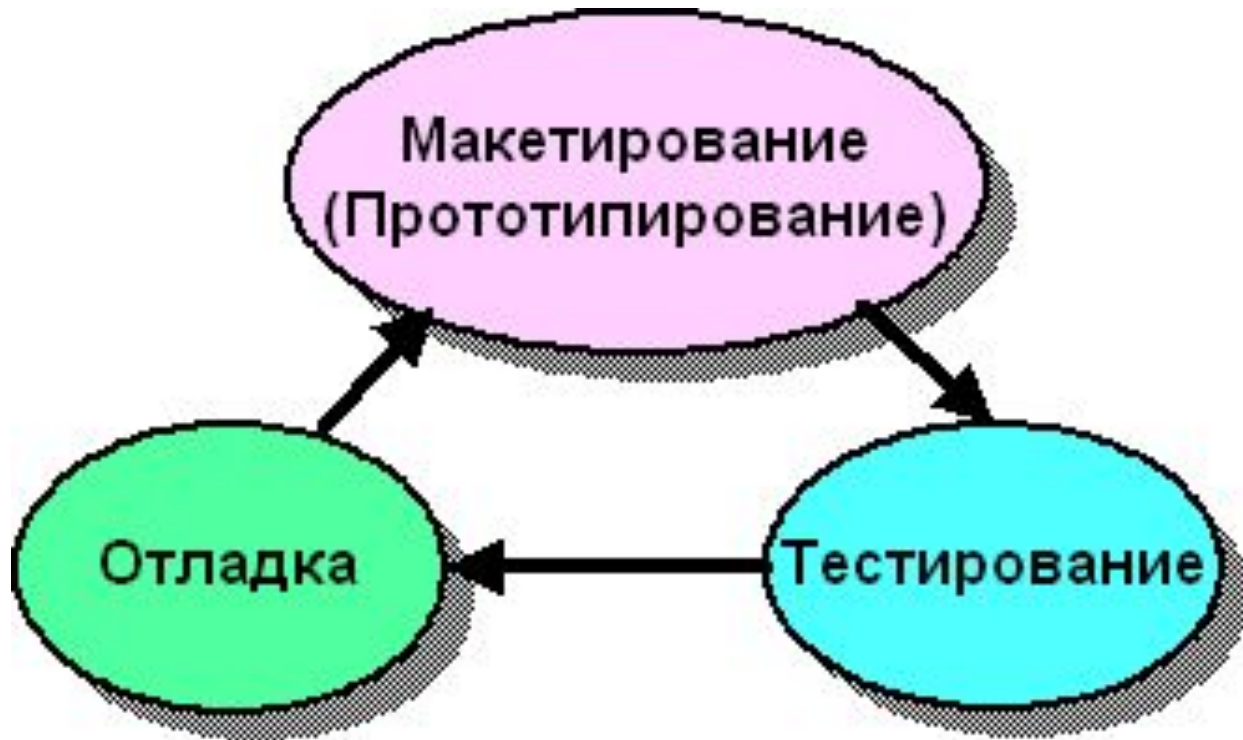 Макетирование
(Прототипирование)
Отладка
Тестирование